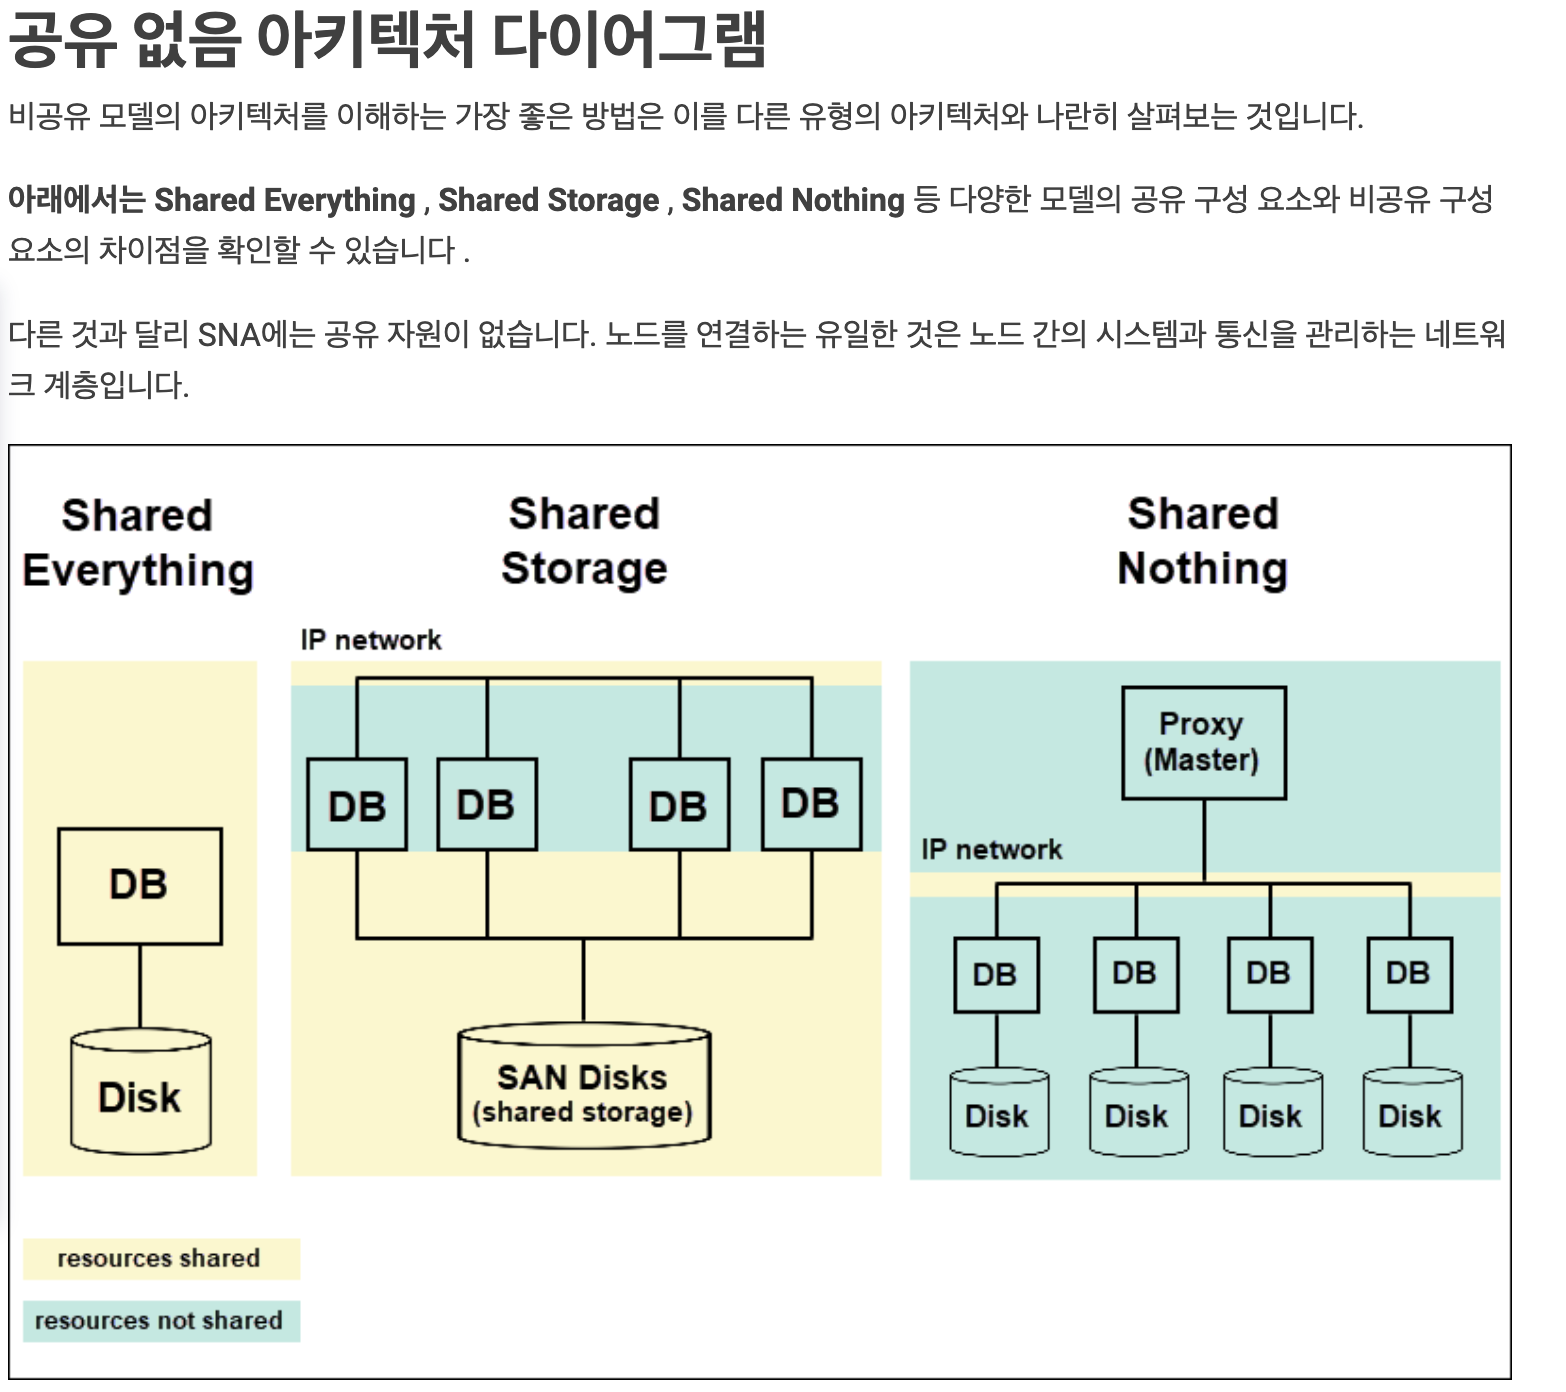 공유 없음 아키텍처 다이어그램
비공유 모델의 아키텍처를 이해하는 가장 좋은 방법은 이를 다른 유형의 아키텍처와 나란히 살펴보는 것입니다.
아래에서는 Shared Everything , Shared Storage , Shared Nothing 등 다양한 모델의 공유 구성 요소와 비공유 구성
요소의 차이점을 확인할 수 있습니다 .
다른 것과 달리 SNA에는 공유 자원이 없습니다. 노드를 연결하는 유일한 것은 노드 간의 시스템과 통신을 관리하는 네트워
크 계층입니다.
Shared
Everything
DB
Disk
Shared
Storage
IP network
DB
DB
DB
DB
SAN Disks
(shared storage)
Shared
Nothing
Proxy
(Master)
IP network
DB
DB
DB
DB
Disk
Disk
Disk
Disk
resources shared
resources not shared